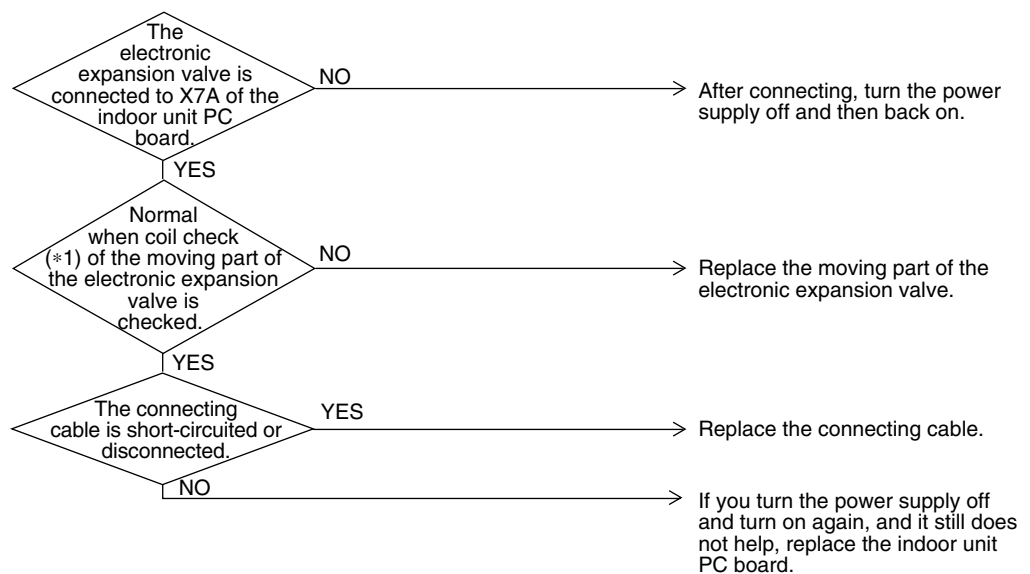 The
electronic
expansion valve is
connected to X7A of the
indoor unit PC
board.
NO
After connecting, turn the power
supply off and then back on.
YES
Normal
when coil check
(*1) of the moving part of
the electronic expansion
valve is
checked.
NO
Replace the moving part of the
electronic expansion valve.
YES
The connecting
cable is short-circuited or
disconnected.
YES
Replace the connecting cable.
NO
If you turn the power supply off
and turn on again, and it still does
not help, replace the indoor unit
PC board.